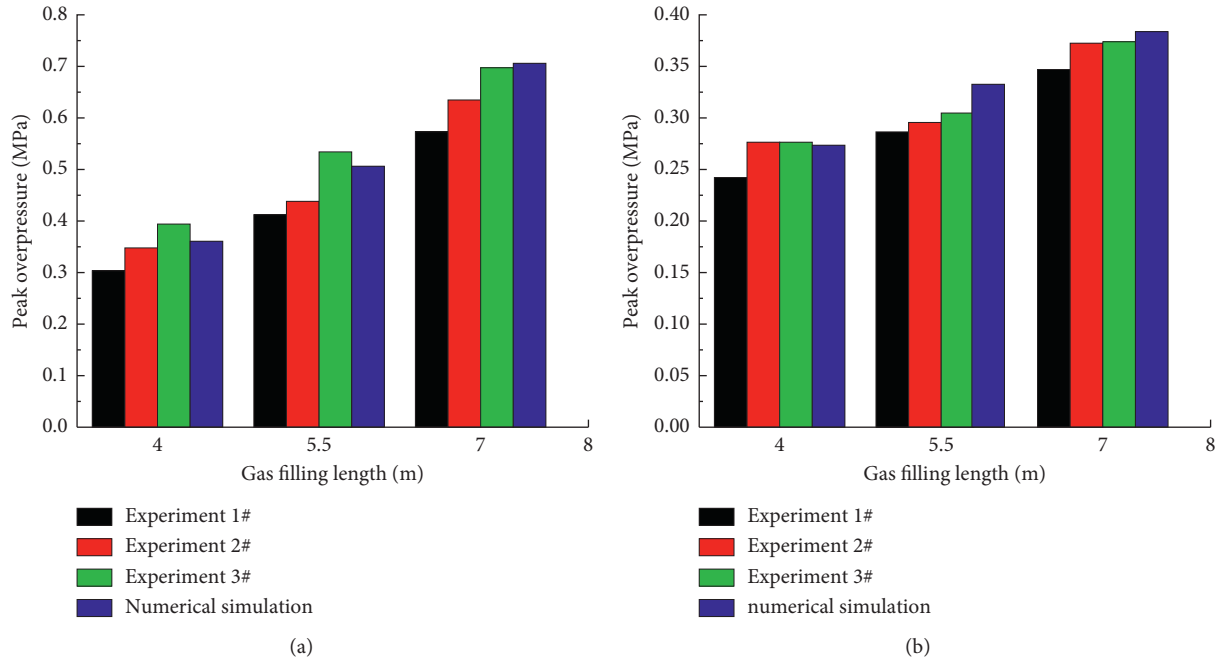 0.8
0.7
0.6
0.5
0.4
0.3
0.2
0.1
0.0
Peak overpressure (MPa)
4 5.5 7 8
Gas filling length (m)
Experiment 1#
Experiment 2#
Experiment 3#
Numerical simulation
(a)
0.40
0.35
0.30
0.25
0.20
0.15
0.10
0.05
0.00
Peak overpressure (MPa)
4 5.5 7 8
Gas filling length (m)
Experiment 1#
Experiment 2#
Experiment 3#
numerical simulation
(b)